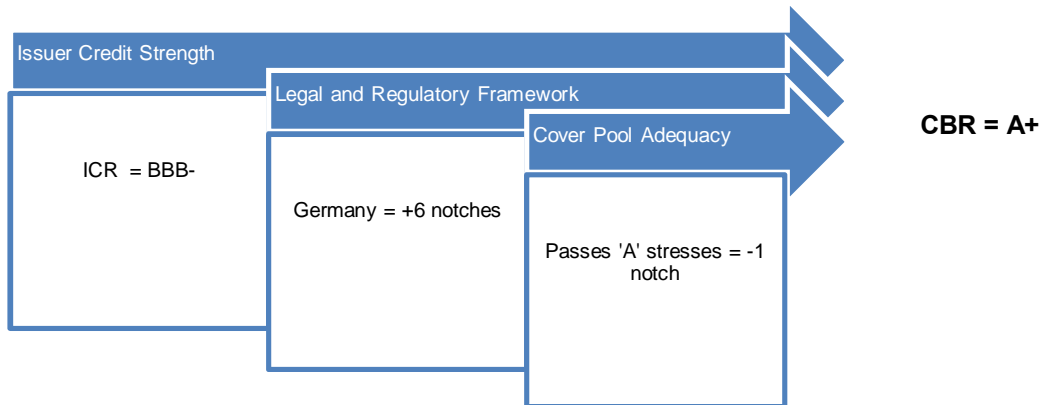 Issuer Credit Strength
Legal and Regulatory Framework
Cover Pool Adequacy
CBR = A+
ICR = BBB-
Germany = +6 notches
Passes 'A' stresses = -1
notch